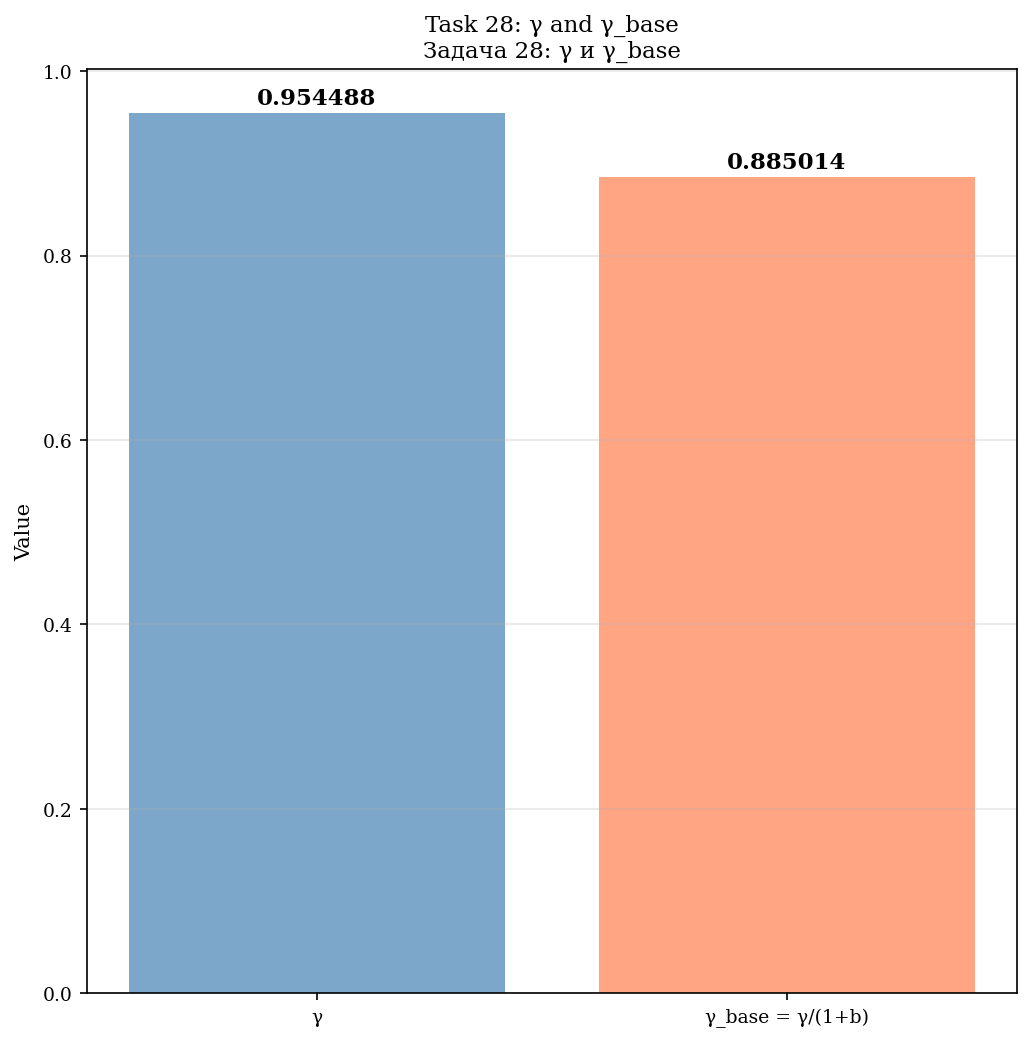 Task 28: γ and γ_base
Задача 28: γ и γ_base
1.0
0.954488
0.885014
0.8
0.6
Value
0.4
0.2
0.0
γ
γ_base = γ/(1+b)